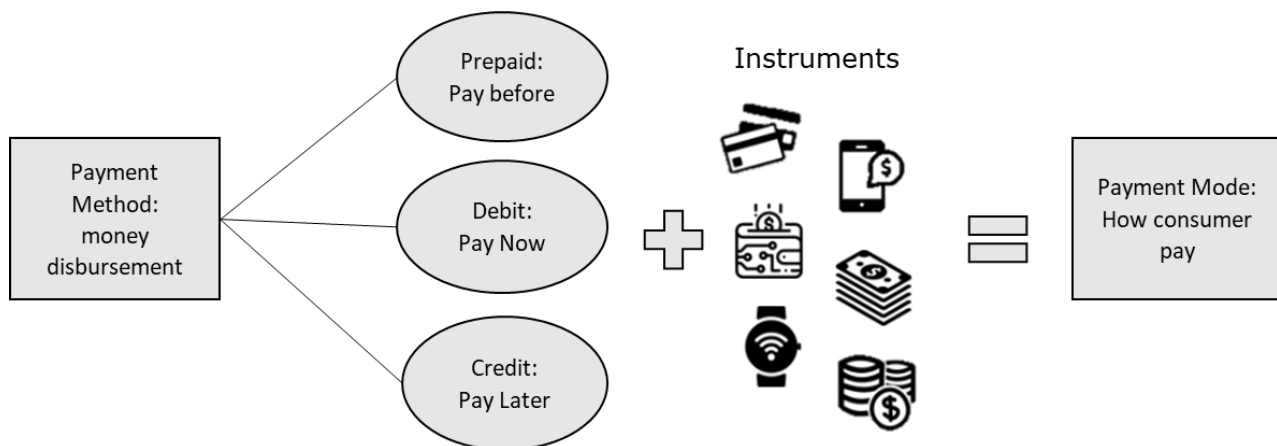 Payment
Method:
money
disbursement
Prepaid:
Pay before
Debit:
Pay Now
Credit:
Pay Later
Instruments
$
$
$
$
Payment Mode:
How consumer
pay